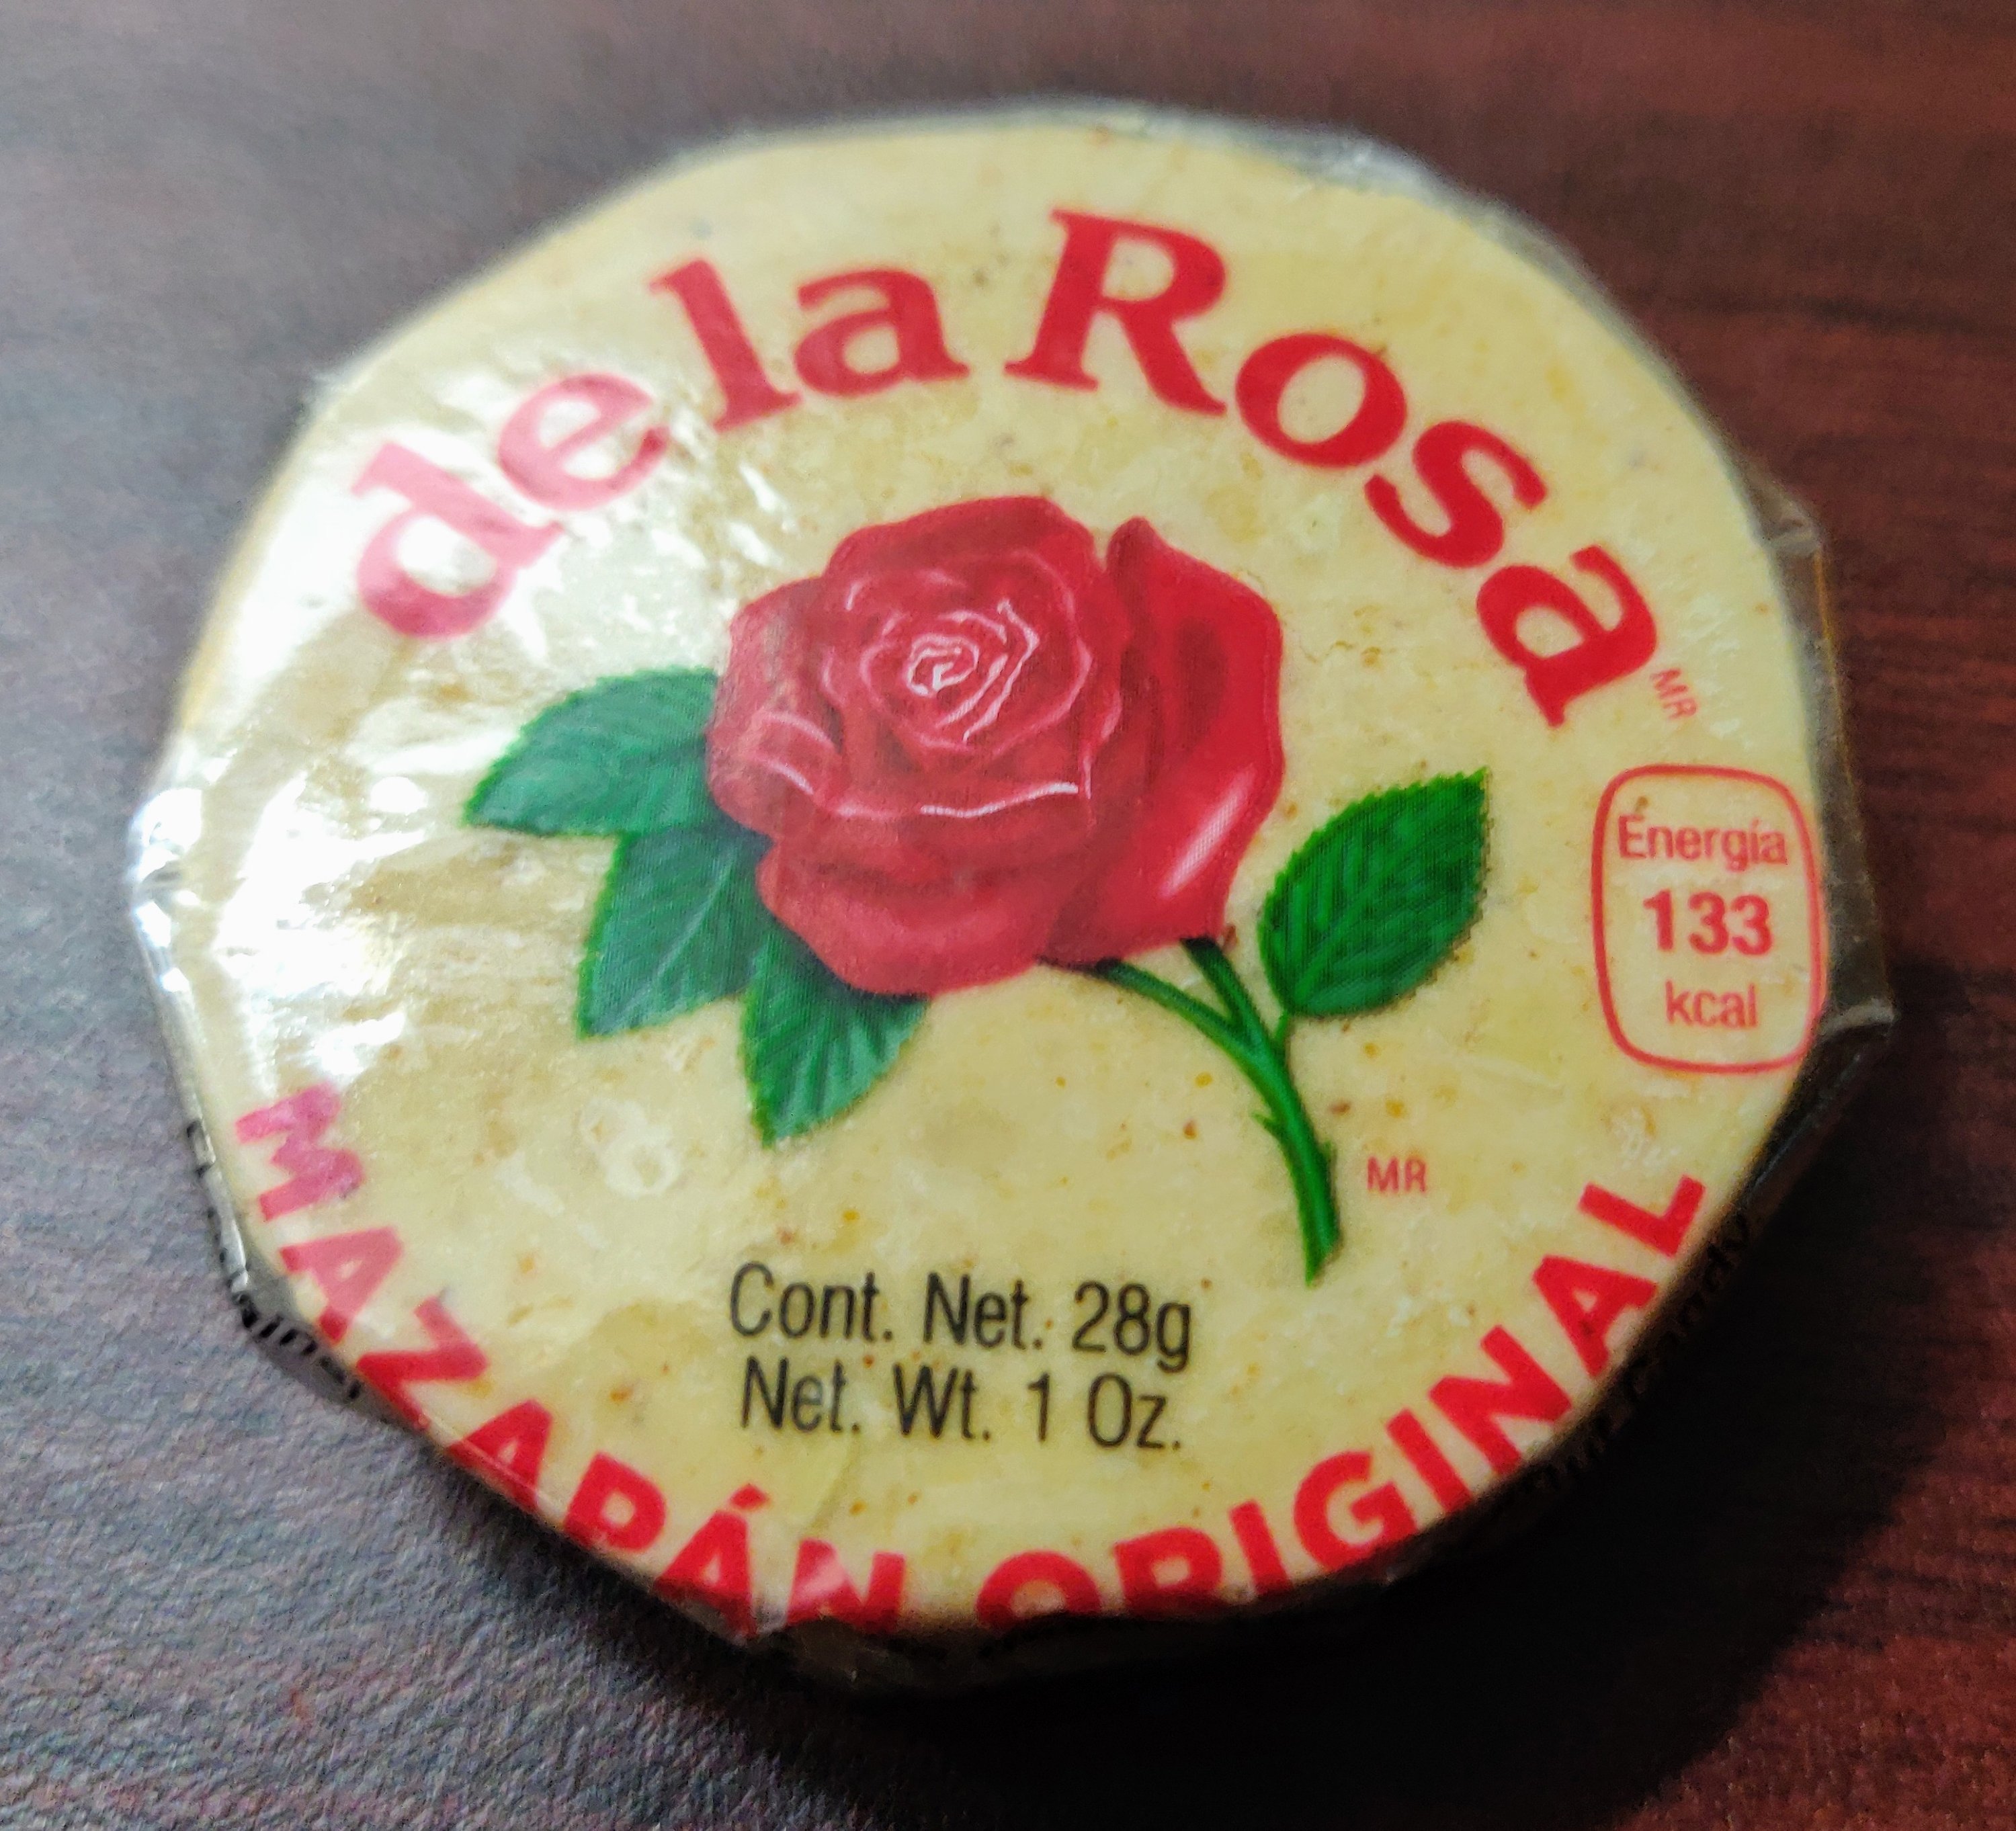 de la Rosa
MR
Energía
133
kcal
MR
Cont. Net. 28g
Net. Wt. 1 Oz.
MAZAPÁN ORIGINAL